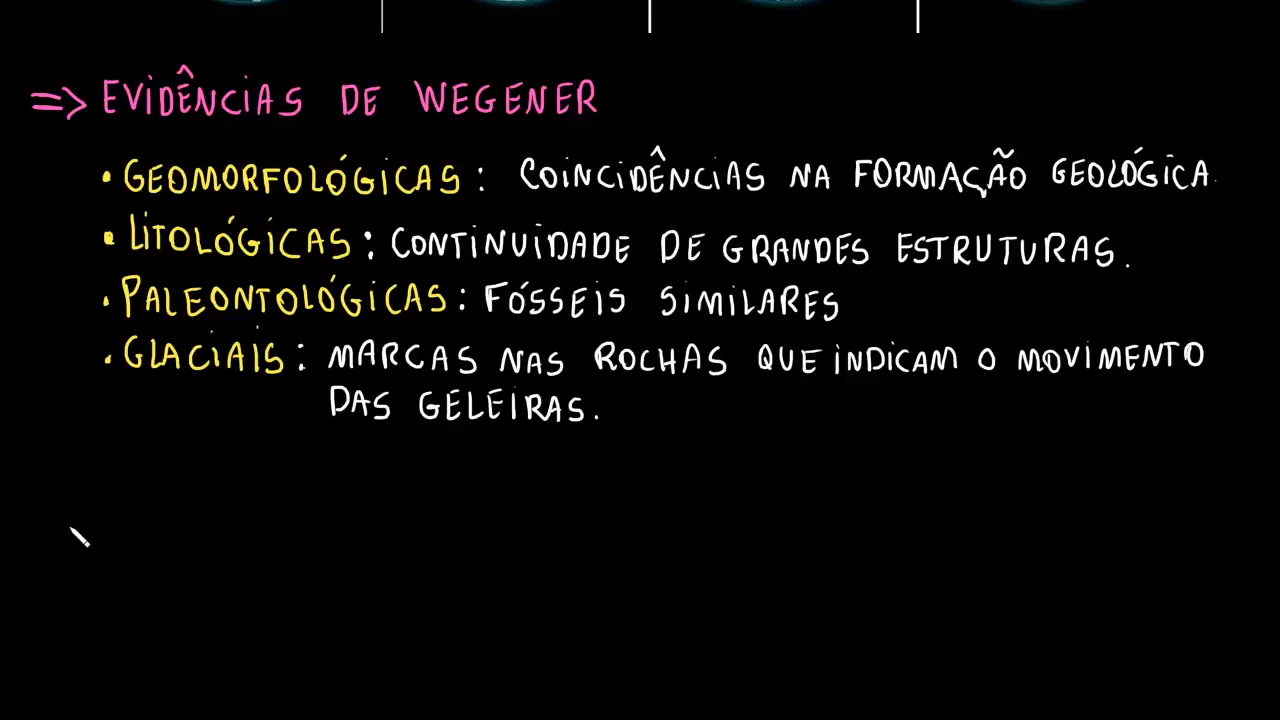 => EVIDÊNCIAS DE WEGENER
• GEOMORFOLÓGICAS: COINCIDÊNCIAS NA FORMAÇÃO GEOLÓGICA.
• LITOLÓGICAS: CONTINUIDADE DE GRANDES ESTRUTURAS.
• PALEONTOLÓGICAS: FÓSSEIS SIMILARES
• GLACIAIS: MARCAS NAS ROCHAS QUE INDICAM O MOVIMENTO
DAS GELEIRAS.